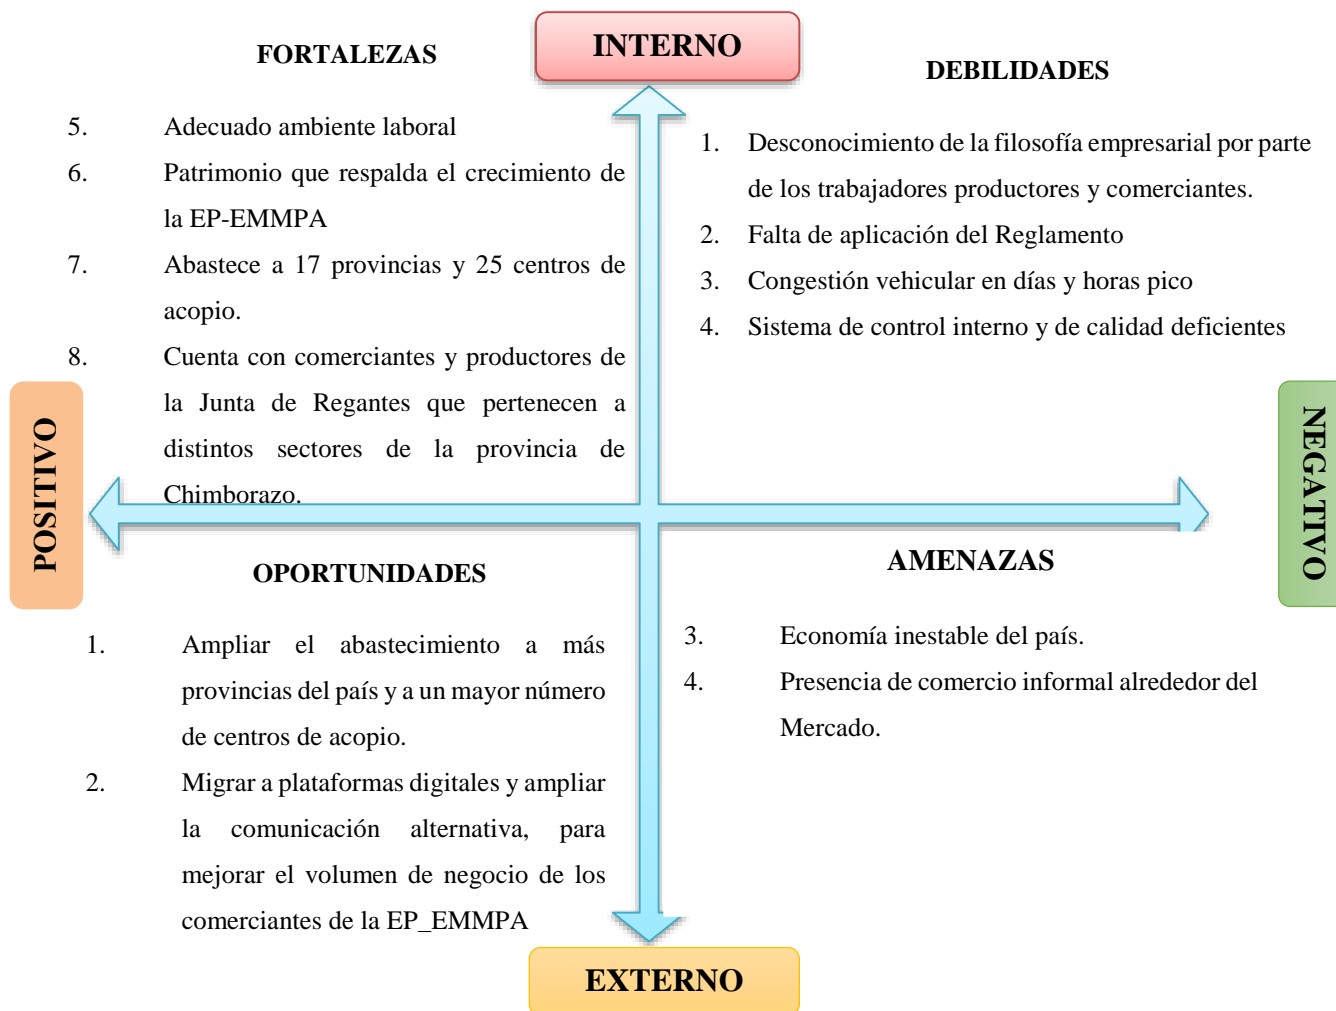 INTERNO
FORTALEZAS
5. Adecuado ambiente laboral
6. Patrimonio que respalda el crecimiento de
la EP-EMMPA
7. Abastece a 17 provincias y 25 centros de
acopio.
8. Cuenta con comerciantes y productores de
la Junta de Regantes que pertenecen a
distintos sectores de la provincia de
Chimborazo.
DEBILIDADES
1. Desconocimiento de la filosofía empresarial por parte
de los trabajadores productores y comerciantes.
2. Falta de aplicación del Reglamento
3. Congestión vehicular en días y horas pico
4. Sistema de control interno y de calidad deficientes
POSITIVO
NEGATIVO
OPORTUNIDADES
1. Ampliar el abastecimiento a más
provincias del país y a un mayor número
de centros de acopio.
2. Migrar a plataformas digitales y ampliar
la comunicación alternativa, para
mejorar el volumen de negocio de los
comerciantes de la EP_EMMPA
AMENAZAS
3. Economía inestable del país.
4. Presencia de comercio informal alrededor del
Mercado.
EXTERNO